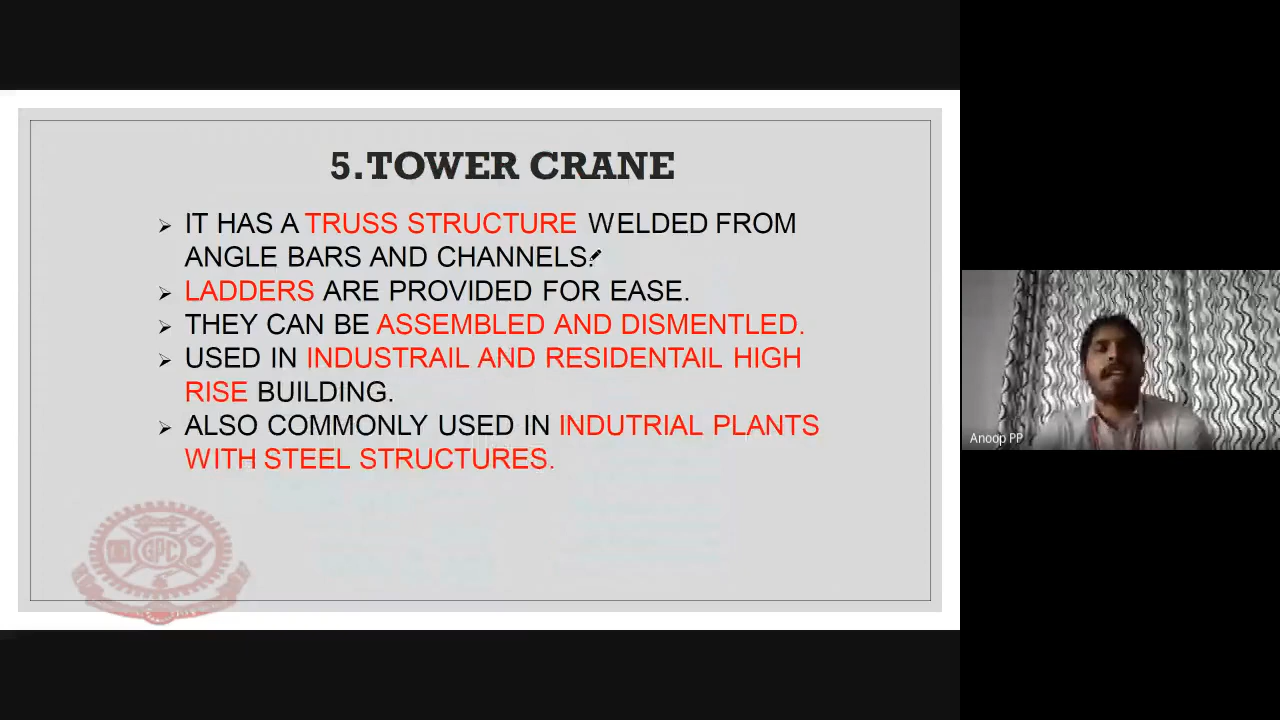 5.TOWER CRANE
➢ IT HAS A TRUSS STRUCTURE WELDED FROM
ANGLE BARS AND CHANNELS.
➢ LADDERS ARE PROVIDED FOR EASE.
➢ THEY CAN BE ASSEMBLED AND DISMENTLED.
➢ USED IN INDUSTRAIL AND RESIDENTAIL HIGH
RISE BUILDING.
➢ ALSO COMMONLY USED IN INDUTRIAL PLANTS
WITH STEEL STRUCTURES.
GPC
Anoop PP